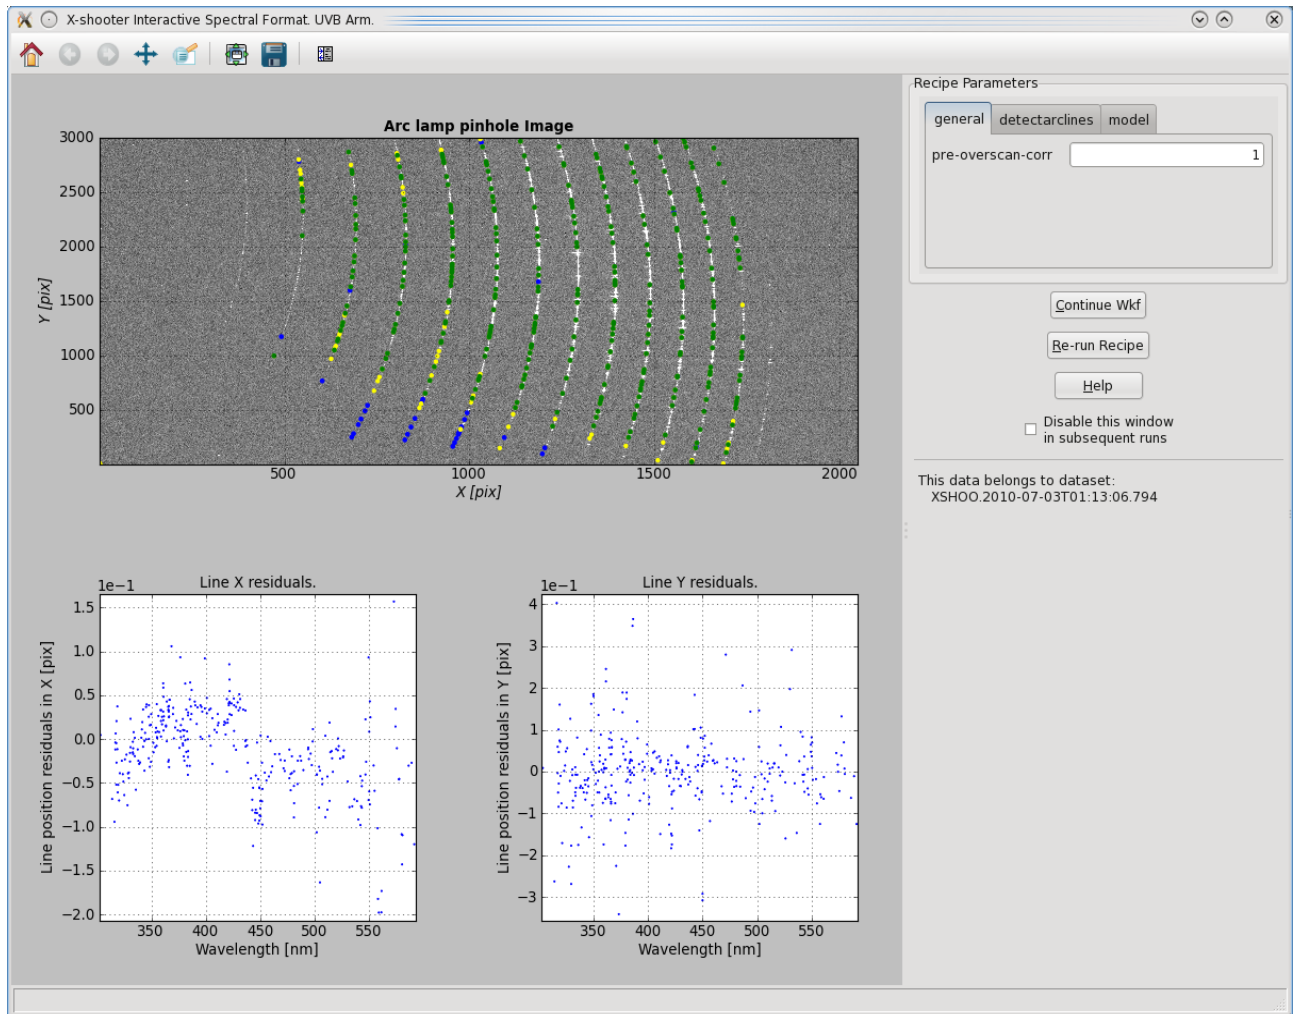 X-shooter Interactive Spectral Format. UVB Arm.
Arc lamp pinhole Image
3000
2500
2000
1500
1000
500
Y [pix]
500
1000
1500
2000
X [pix]
Line X residuals.
1e−1
1.5
1.0
0.5
0.0
−0.5
−1.0
−1.5
−2.0
Line position residuals in X [pix]
350
400
450
500
550
Wavelength [nm]
Line Y residuals.
1e−1
4
3
2
1
0
−1
−2
−3
Line position residuals in Y [pix]
350
400
450
500
550
Wavelength [nm]
Recipe Parameters
general
detectarclines
model
pre-overscan-corr
1
Continue Wkf
Re-run Recipe
Help
Disable this window
in subsequent runs
This data belongs to dataset:
XSHOO.2010-07-03T01:13:06.794